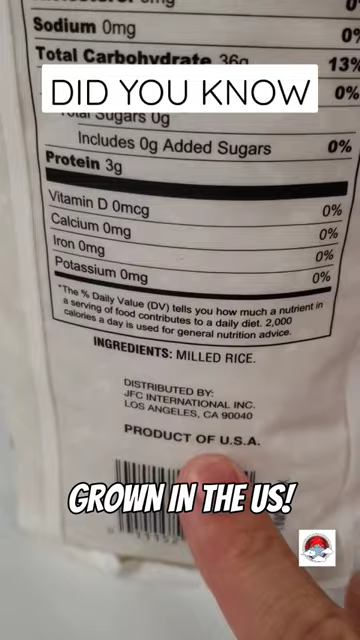 Sodium 0mg 0%
Total Carbohydrate 36g 13%
DID YOU KNOW
0%
Total Sugars 0g
Includes 0g Added Sugars 0%
Protein 3g
Vitamin D 0mcg 0%
Calcium 0mg 0%
Iron 0mg 0%
Potassium 0mg 0%
*The % Daily Value (DV) tells you how much a nutrient in
a serving of food contributes to a daily diet. 2,000
calories a day is used for general nutrition advice.
INGREDIENTS: MILLED RICE.
DISTRIBUTED BY:
JFC INTERNATIONAL INC.
LOS ANGELES, CA 90040
PRODUCT OF U.S.A.
GROWN IN THE US!